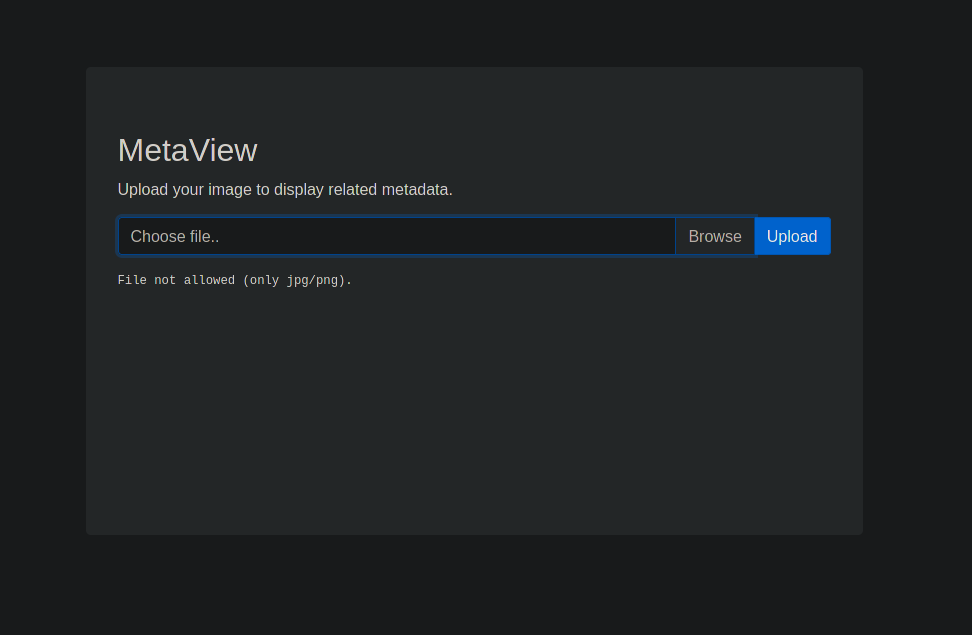 MetaView
Upload your image to display related metadata.
Choose file.. Browse Upload
File not allowed (only jpg/png).